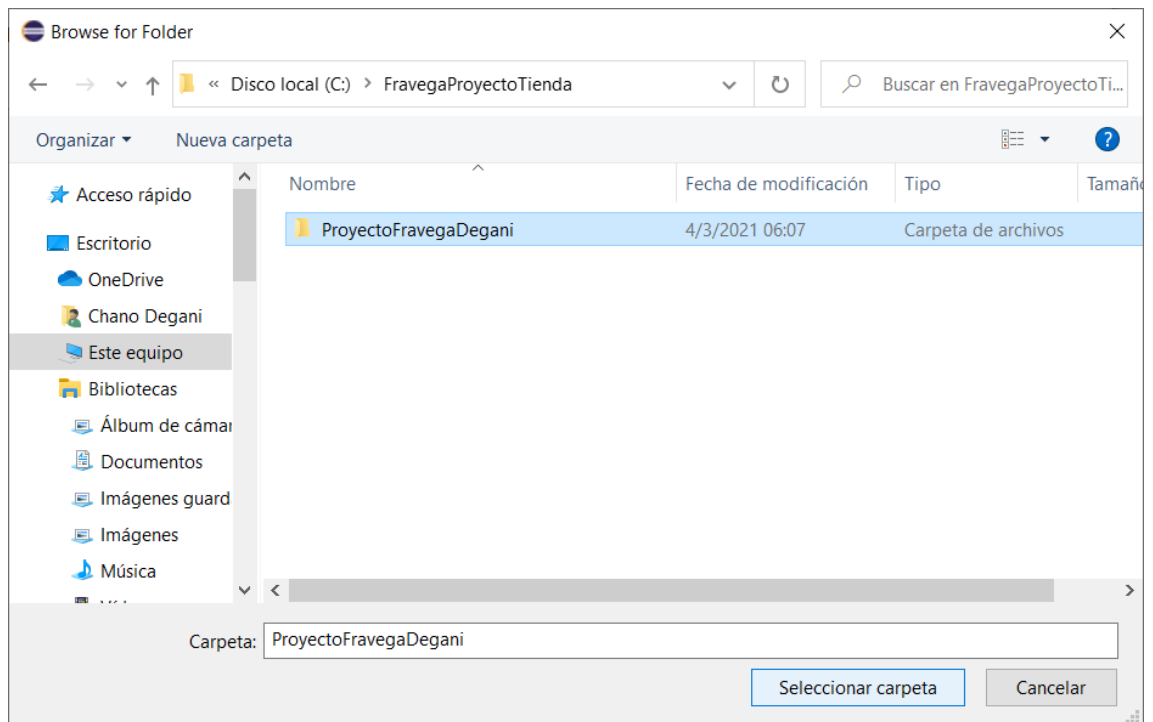 Browse for Folder
« Disco local (C:) > FravegaProyectoTienda
Buscar en FravegaProyectoTi...
Organizar
Nueva carpeta
Nombre Fecha de modificación Tipo Tamaño
ProyectoFravegaDegani 4/3/2021 06:07 Carpeta de archivos
Acceso rápido
Escritorio
OneDrive
Chano Degani
Este equipo
Bibliotecas
Álbum de cámar
Documentos
Imágenes guard
Imágenes
Música
Carpeta: ProyectoFravegaDegani
Seleccionar carpeta
Cancelar